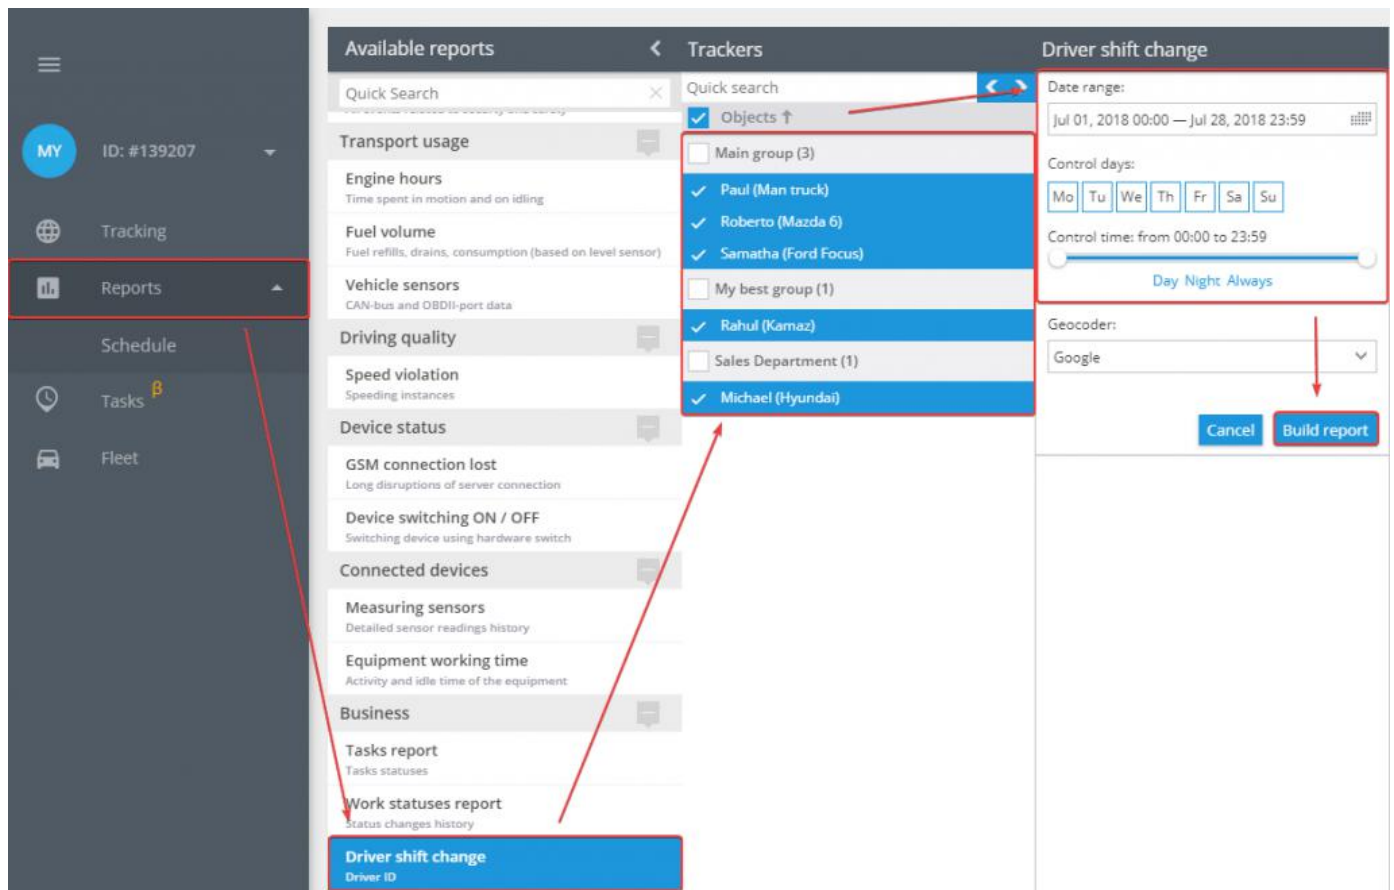 MY
ID: #139207
Tracking
Reports
Schedule
Tasks β
Fleet
Available reports
Quick Search
Transport usage
Engine hours
Time spent in motion and on idling
Fuel volume
Fuel refills, drains, consumption (based on level sensor)
Vehicle sensors
CAN-bus and OBDII-port data
Driving quality
Speed violation
Speeding instances
Device status
GSM connection lost
Long disruptions of server connection
Device switching ON / OFF
Switching device using hardware switch
Connected devices
Measuring sensors
Detailed sensor readings history
Equipment working time
Activity and idle time of the equipment
Business
Tasks report
Tasks statuses
Work statuses report
Status changes history
Driver shift change
Driver ID
Trackers
Quick search
Objects
Main group (3)
Paul (Man truck)
Roberto (Mazda 6)
Samatha (Ford Focus)
My best group (1)
Rahul (Kamaz)
Sales Department (1)
Michael (Hyundai)
Driver shift change
Date range:
Jul 01, 2018 00:00 — Jul 28, 2018 23:59
Control days:
Mo Tu We Th Fr Sa Su
Control time: from 00:00 to 23:59
Day Night Always
Geocoder:
Google
Cancel Build report